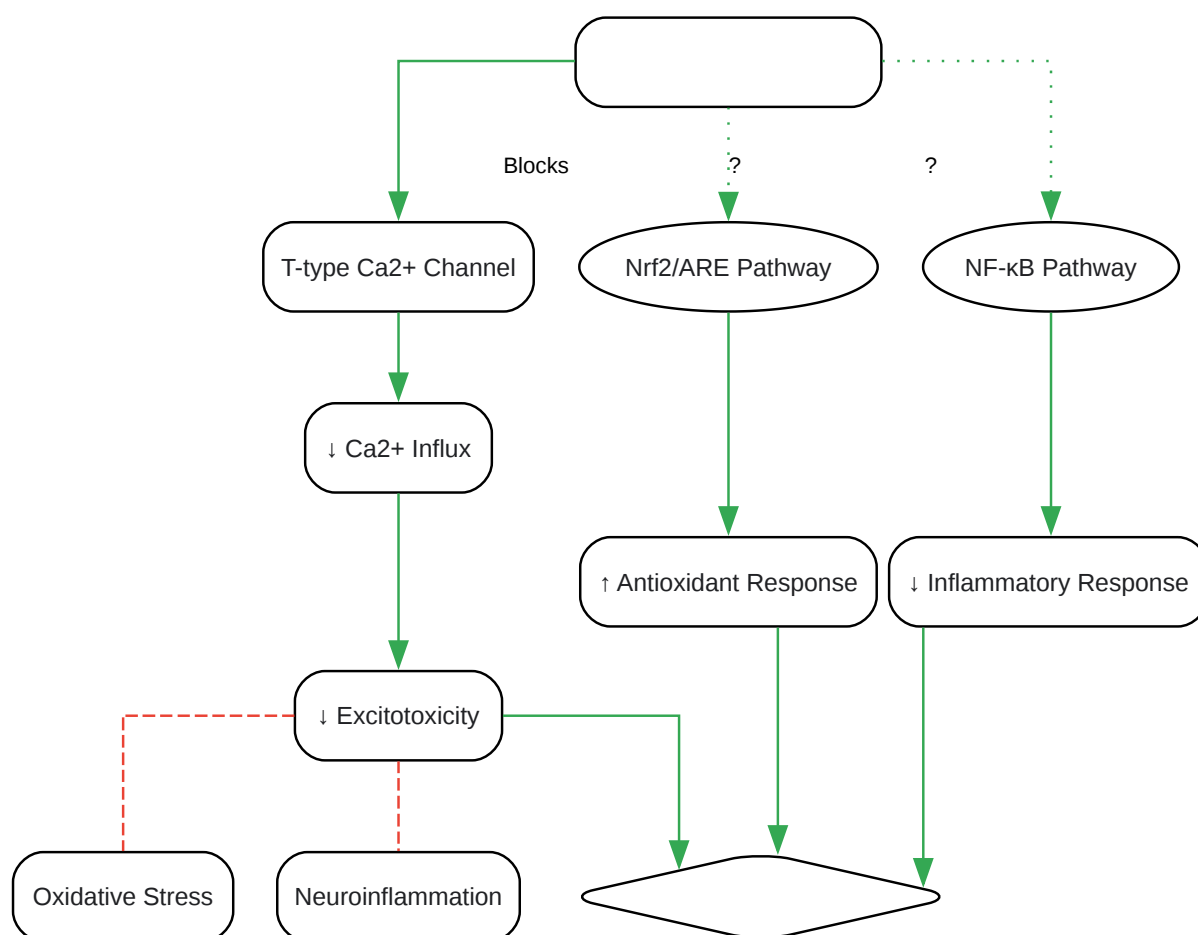 Blocks
?
?
T-type Ca2+ Channel
Nrf2/ARE Pathway
NF-κB Pathway
↓ Ca2+ Influx
↑ Antioxidant Response
↓ Inflammatory Response
↓ Excitotoxicity
Oxidative Stress
Neuroinflammation